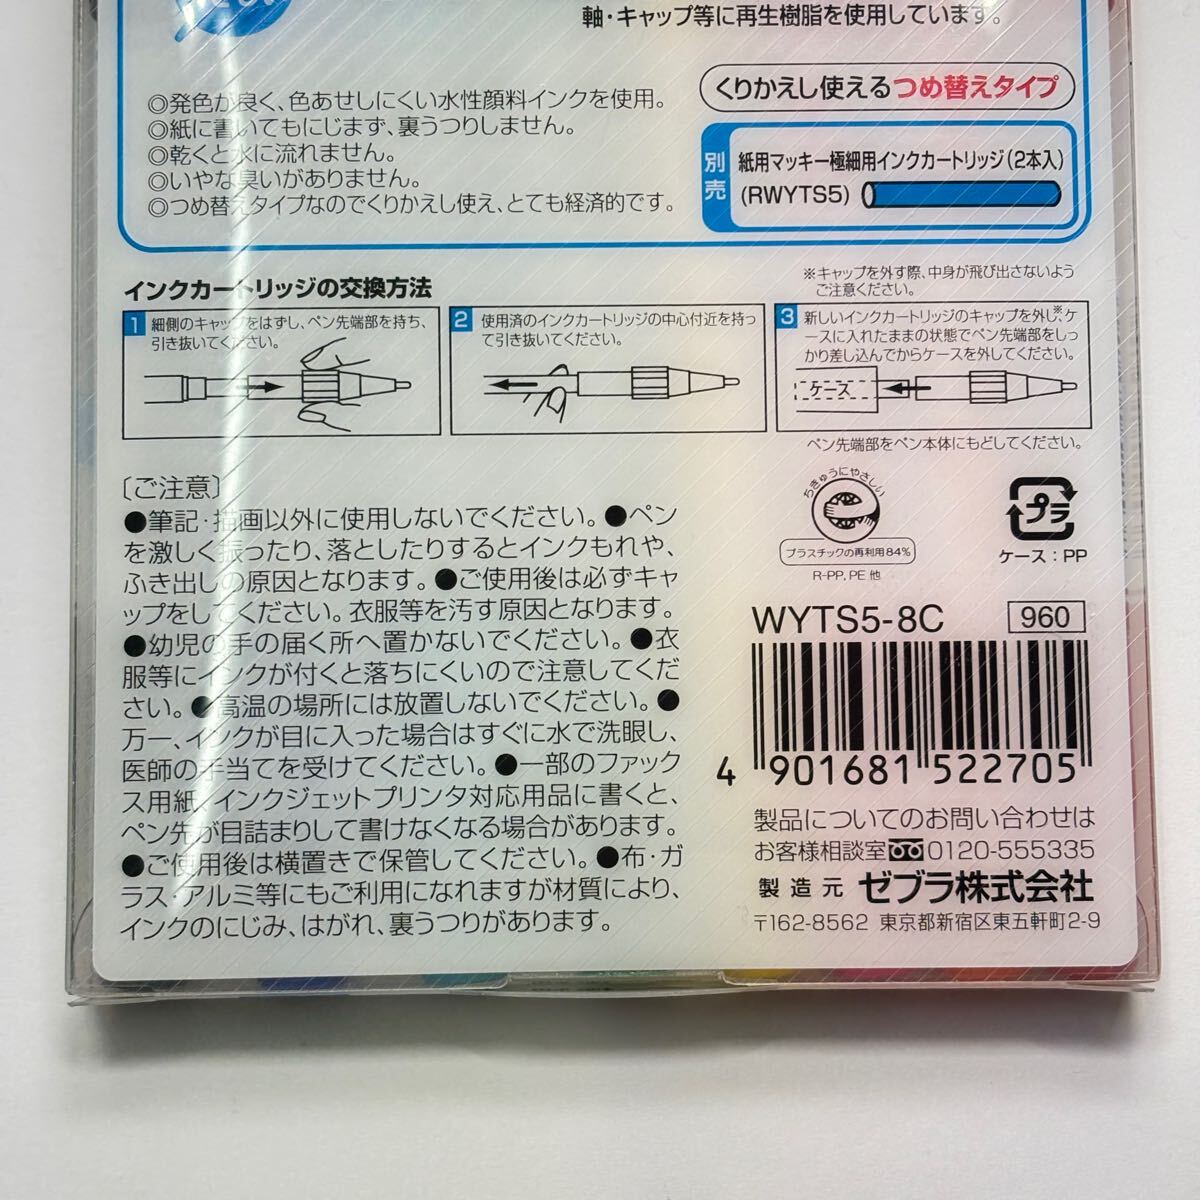 軸・キャップ等に再生樹脂を使用しています。
◎発色が良く、色あせしにくい水性顔料インクを使用。
◎紙に書いてもにじまず、裏うつりしません。
◎乾くと水に流れません。
◎いやな臭いがありません。
◎つめ替えタイプなのでくりかえし使え、とても経済的です。
くりかえし使えるつめ替えタイプ
別売
紙用マッキー極細用インクカートリッジ(2本入)
(RWYTS5)
インクカートリッジの交換方法
※キャップを外す際、中身が飛び出さないよう
ご注意ください。
1 細側のキャップをはずし、ペン先端部を持ち、
引き抜いてください。
2 使用済のインクカートリッジの中心付近を持っ
て引き抜いてください。
3 新しいインクカートリッジのキャップを外し※、ケ
ースに入れたままの状態でペン先端部をしっ
かり差し込んでからケースを外してください。
ケース
ペン先端部をペン本体にもどしてください。
〔ご注意〕
●筆記・描画以外に使用しないでください。●ペン
を激しく振ったり、落としたりするとインクもれや、
ふき出しの原因となります。●ご使用後は必ずキャ
ップをしてください。衣服等を汚す原因となります。
●幼児の手の届く所へ置かないでください。●衣
服等にインクが付くと落ちにくいので注意してくだ
さい。●高温の場所には放置しないでください。●
万一、インクが目に入った場合はすぐに水で洗眼し、
医師の手当てを受けてください。●一部のファック
ス用紙、インクジェットプリンタ対応用品に書くと、
ペン先が目詰まりして書けなくなる場合があります。
●ご使用後は横置きで保管してください。●布・ガ
ラス・アルミ等にもご利用になれますが材質により、
インクのにじみ、はがれ、裏うつりがあります。
ちきゅうにやさしい
プラスチックの再利用84%
R-PP, PE 他
プラ
ケース:PP
WYTS5-8C 960
4 901681 522705
製品についてのお問い合わせは
お客様相談室 0120-555335
製造元 ゼブラ株式会社
〒162-8562 東京都新宿区東五軒町2-9